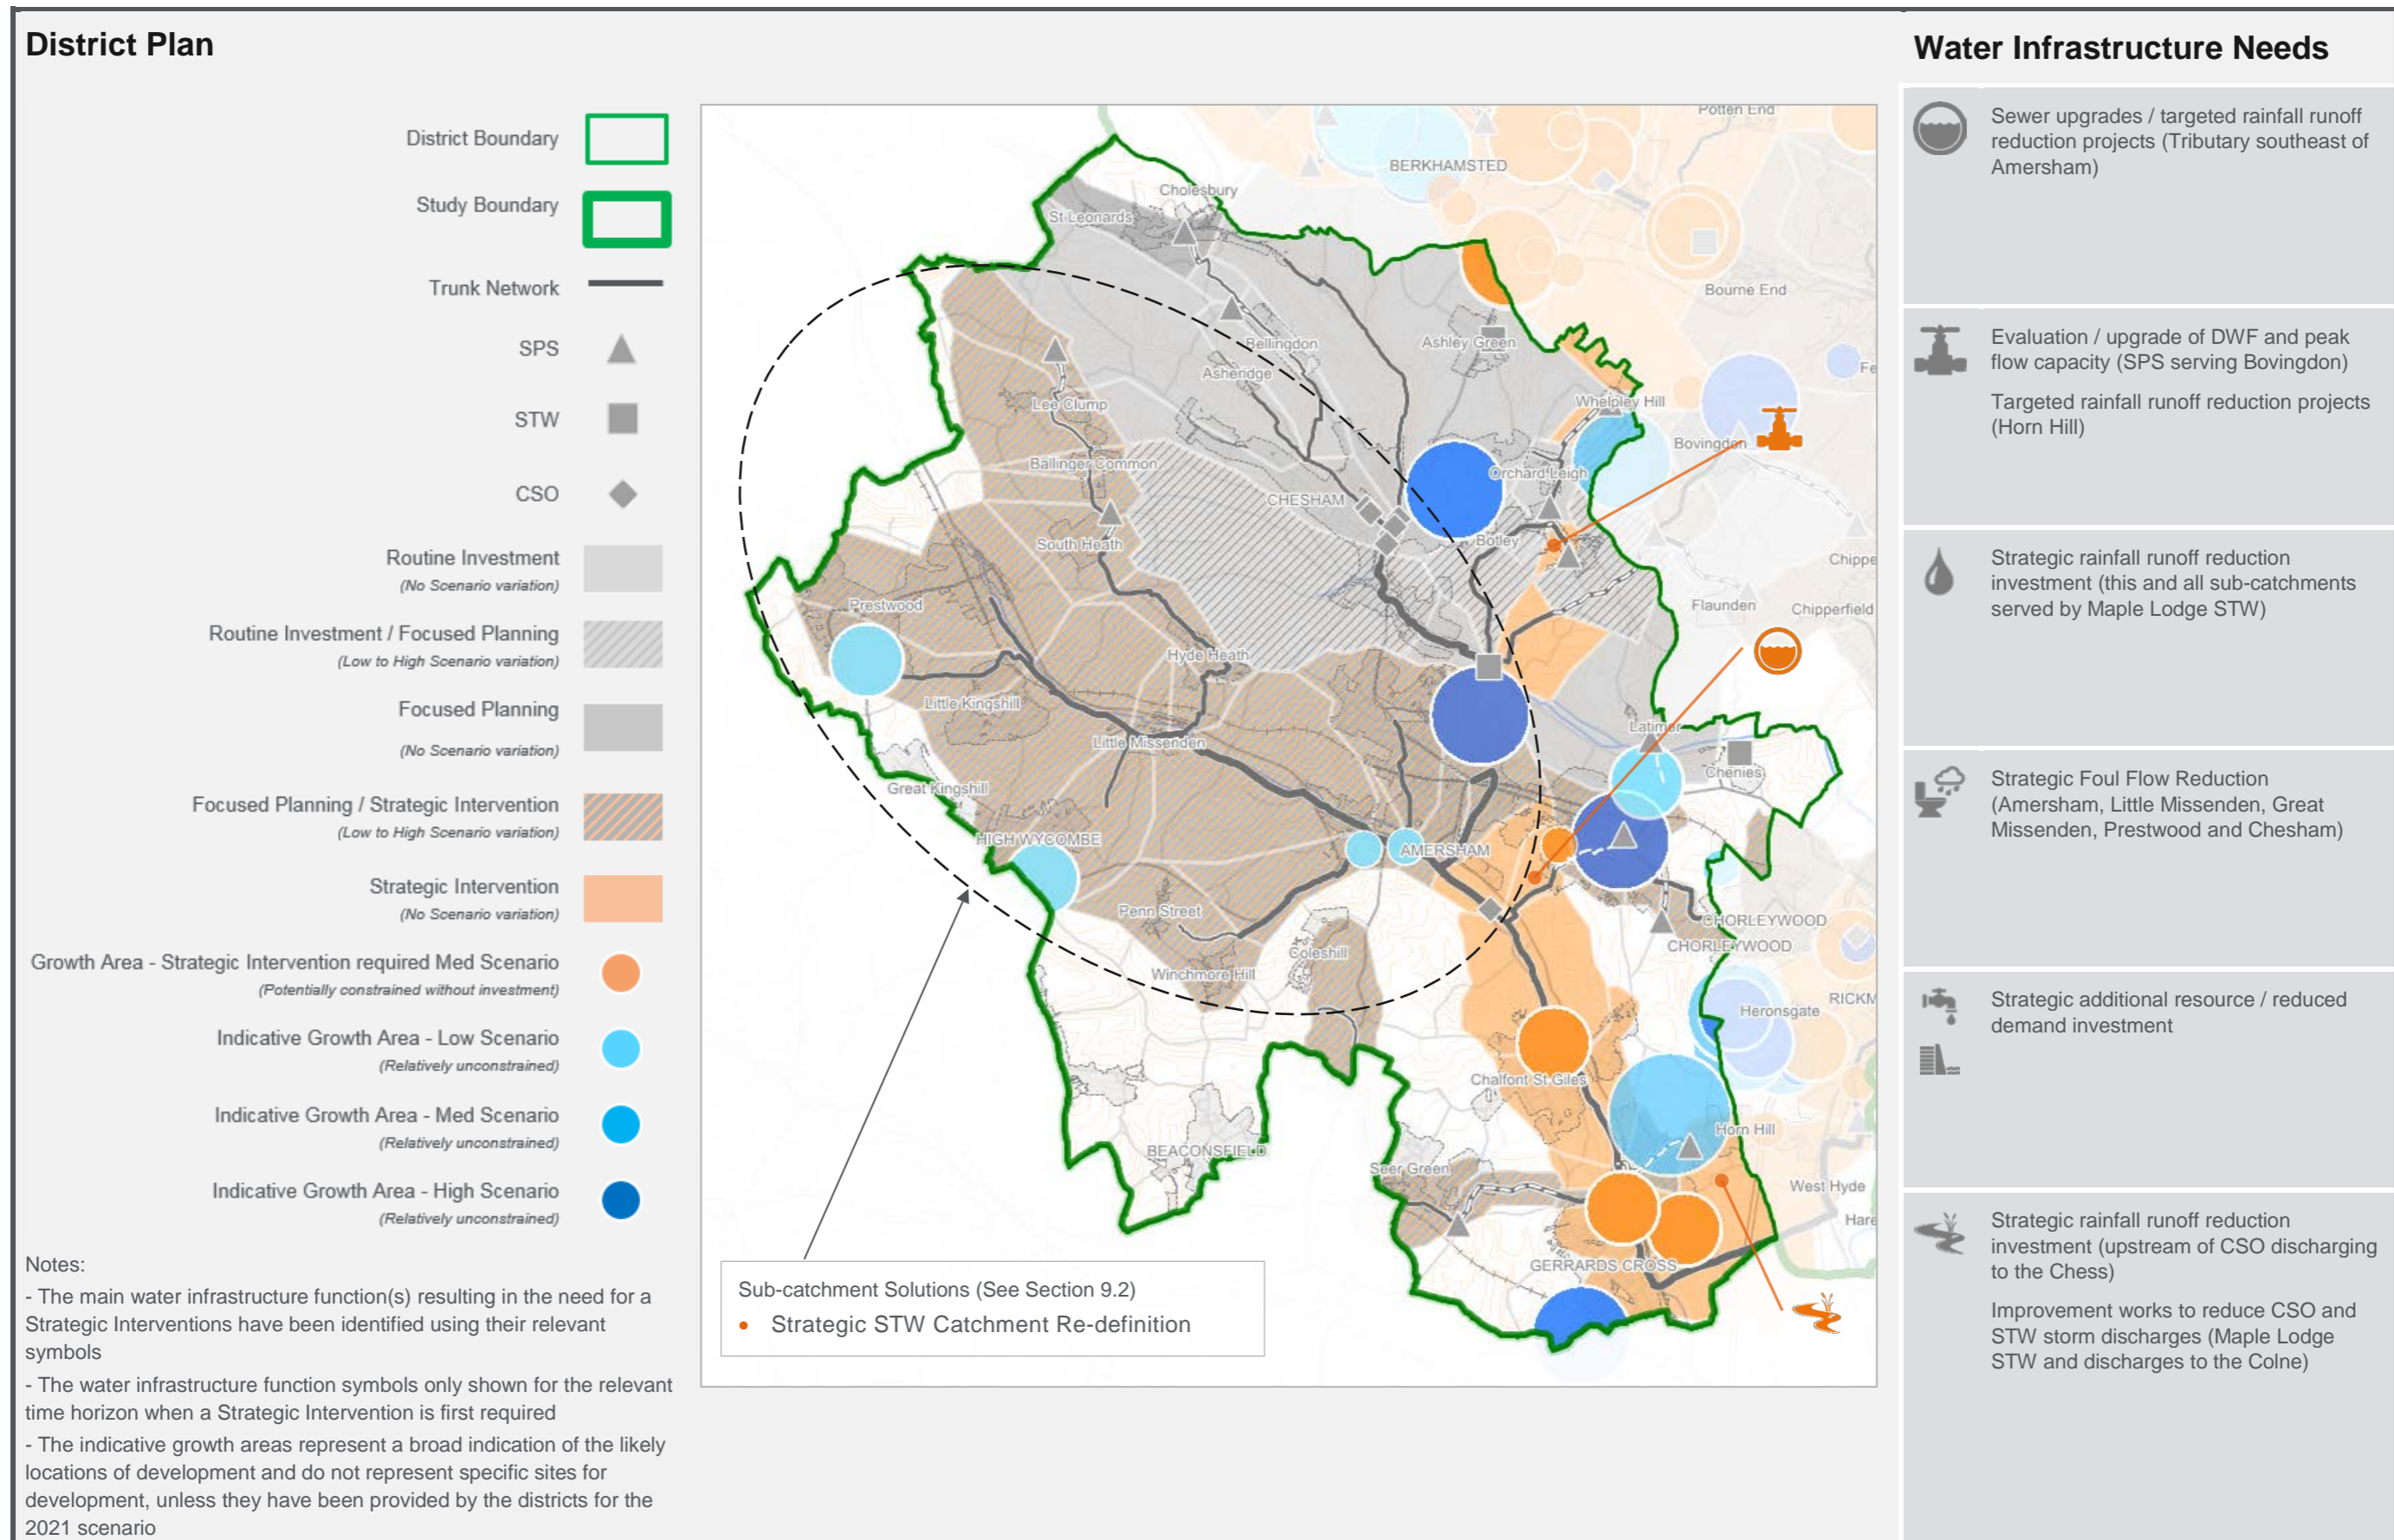 District Plan
District Boundary
Study Boundary
Trunk Network
SPS
STW
CSO
Routine Investment
(No Scenario variation)
Routine Investment / Focused Planning
(Low to High Scenario variation)
Focused Planning
(No Scenario variation)
Focused Planning / Strategic Intervention
(Low to High Scenario variation)
Strategic Intervention
(No Scenario variation)
Growth Area - Strategic Intervention required Med Scenario
(Potentially constrained without investment)
Indicative Growth Area - Low Scenario
(Relatively unconstrained)
Indicative Growth Area - Med Scenario
(Relatively unconstrained)
Indicative Growth Area - High Scenario
(Relatively unconstrained)
Notes:
- The main water infrastructure function(s) resulting in the need for a
Strategic Interventions have been identified using their relevant
symbols
- The water infrastructure function symbols only shown for the relevant
time horizon when a Strategic Intervention is first required
- The indicative growth areas represent a broad indication of the likely
locations of development and do not represent specific sites for
development, unless they have been provided by the districts for the
2021 scenario
Potten End
BERKHAMSTED
Cholesbury
St Leonards
Bourne End
Bellingdon
Ashley Green
Asheridge
Fe
Lee Clump
Whelpley Hill
Bovingdon
Ballinger Common
Orchard Leigh
CHESHAM
South Heath
Botley
Chippe
Prestwood
Flaunden
Chipperfield
Hyde Heath
Little Kingshill
Latimer
Little Missenden
Chenies
Great Kingshill
HIGH WYCOMBE
AMERSHAM
Penn Street
CHORLEYWOOD
CHORLEYWOOD
Coleshill
Winchmore Hill
RICKM
Heronsgate
Chalfont St Giles
Horn Hill
BEACONSFIELD
Seer Green
West Hyde
Hare
GERRARDS CROSS
Sub-catchment Solutions (See Section 9.2)
• Strategic STW Catchment Re-definition
Water Infrastructure Needs
Sewer upgrades / targeted rainfall runoff
reduction projects (Tributary southeast of
Amersham)
Evaluation / upgrade of DWF and peak
flow capacity (SPS serving Bovingdon)
Targeted rainfall runoff reduction projects
(Horn Hill)
Strategic rainfall runoff reduction
investment (this and all sub-catchments
served by Maple Lodge STW)
Strategic Foul Flow Reduction
(Amersham, Little Missenden, Great
Missenden, Prestwood and Chesham)
Strategic additional resource / reduced
demand investment
Strategic rainfall runoff reduction
investment (upstream of CSO discharging
to the Chess)
Improvement works to reduce CSO and
STW storm discharges (Maple Lodge
STW and discharges to the Colne)